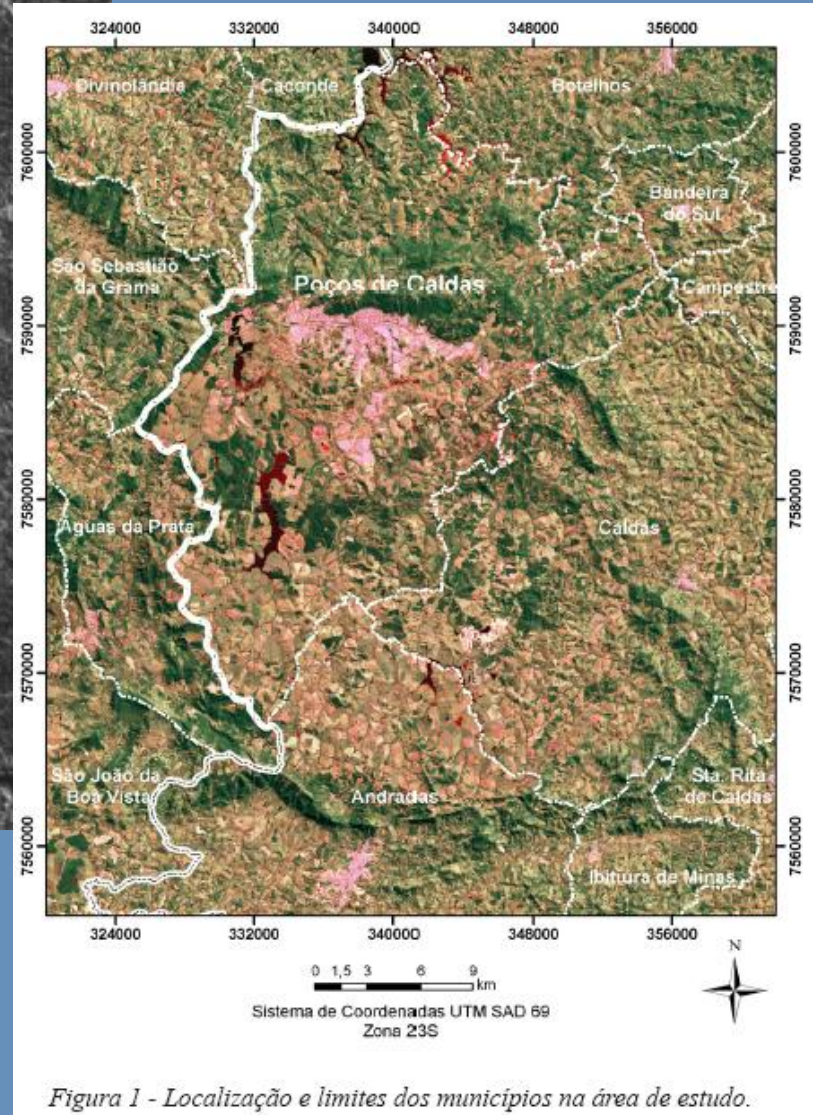 324000 332000 340000 348000 356000
Divinolândia Caconde Botelhos
7600000 7600000
Bandeira
do Sul
São Sebastião
da Grama
Poços de Caldas
Campestre
7590000 7590000
7580000 7580000
Águas da Prata Caldas
7570000 7570000
São João da
Boa Vista
Andradas
Sta. Rita
de Caldas
7560000 7560000
Ibitiura de Minas
324000 332000 340000 348000 356000
N
0 1,5 3 6 9
km
Sistema de Coordenadas UTM SAD 69
Zona 23S
Figura 1 - Localização e limites dos municípios na área de estudo.